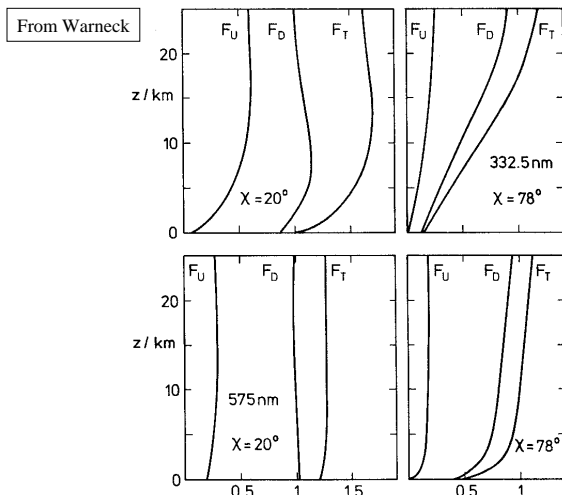 From Warneck
F_U F_D F_T
20
z/km
10
χ = 20°
0
F_U F_D F_T
332.5 nm
χ = 78°
F_U F_D F_T
20
z/km
10
575 nm
χ = 20°
0
0.5 1 1.5
F_U F_D F_T
χ = 78°
0 0.5 1